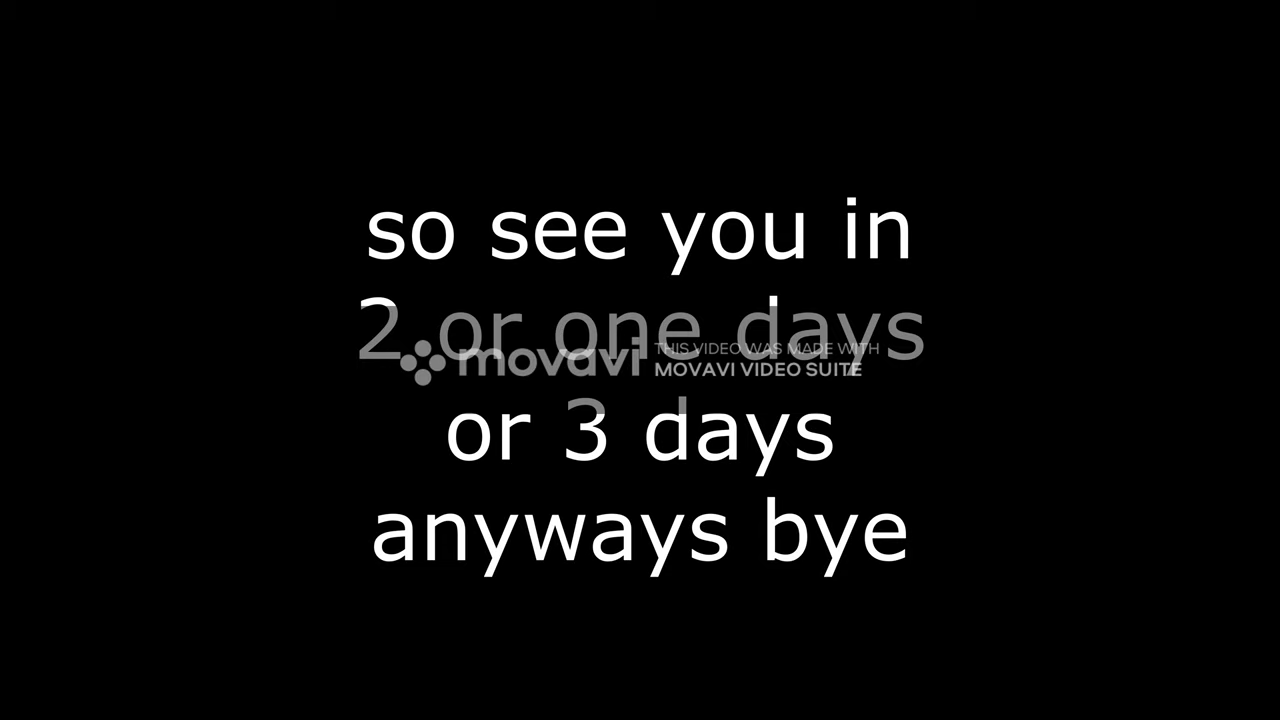 so see you in
2 or one days
movavi
THIS VIDEO WAS MADE WITH
MOVAVI VIDEO SUITE
or 3 days
anyways bye